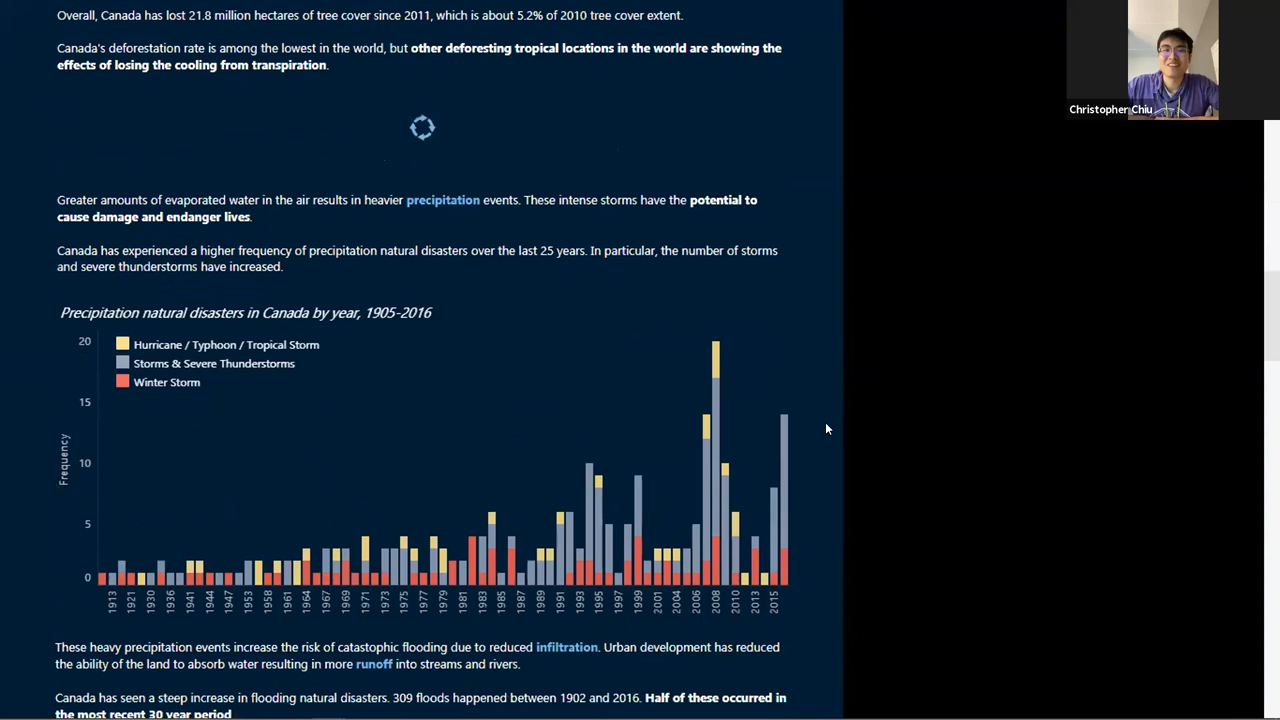 Overall, Canada has lost 21.8 million hectares of tree cover since 2011, which is about 5.2% of 2010 tree cover extent.
Canada's deforestation rate is among the lowest in the world, but other deforesting tropical locations in the world are showing the
effects of losing the cooling from transpiration.
Christopher Chiu
Greater amounts of evaporated water in the air results in heavier precipitation events. These intense storms have the potential to
cause damage and endanger lives.
Canada has experienced a higher frequency of precipitation natural disasters over the last 25 years. In particular, the number of storms
and severe thunderstorms have increased.
Precipitation natural disasters in Canada by year, 1905-2016
Hurricane / Typhoon / Tropical Storm
Storms & Severe Thunderstorms
Winter Storm
Frequency
20
15
10
5
0
1913 1921 1930 1936 1941 1944 1947 1953 1958 1961 1964 1967 1969 1971 1975 1977 1979 1981 1983 1985 1987 1989 1991 1993 1995 1997 1999 2001 2004 2006 2008 2010 2013 2015
These heavy precipitation events increase the risk of catastophic flooding due to reduced infiltration. Urban development has reduced
the ability of the land to absorb water resulting in more runoff into streams and rivers.
Canada has seen a steep increase in flooding natural disasters. 309 floods happened between 1902 and 2016. Half of these occurred in
the most recent 30 year period